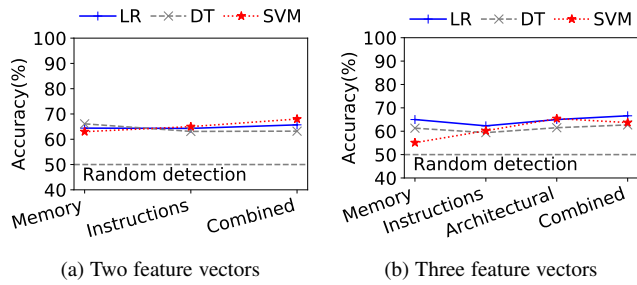 LR DT SVM
Accuracy(%)
100
90
80
70
60
50
40
Random detection
Memory
Instructions
Combined
(a) Two feature vectors
LR DT SVM
Accuracy(%)
100
90
80
70
60
50
40
Random detection
Memory
Instructions
Architectural
Combined
(b) Three feature vectors